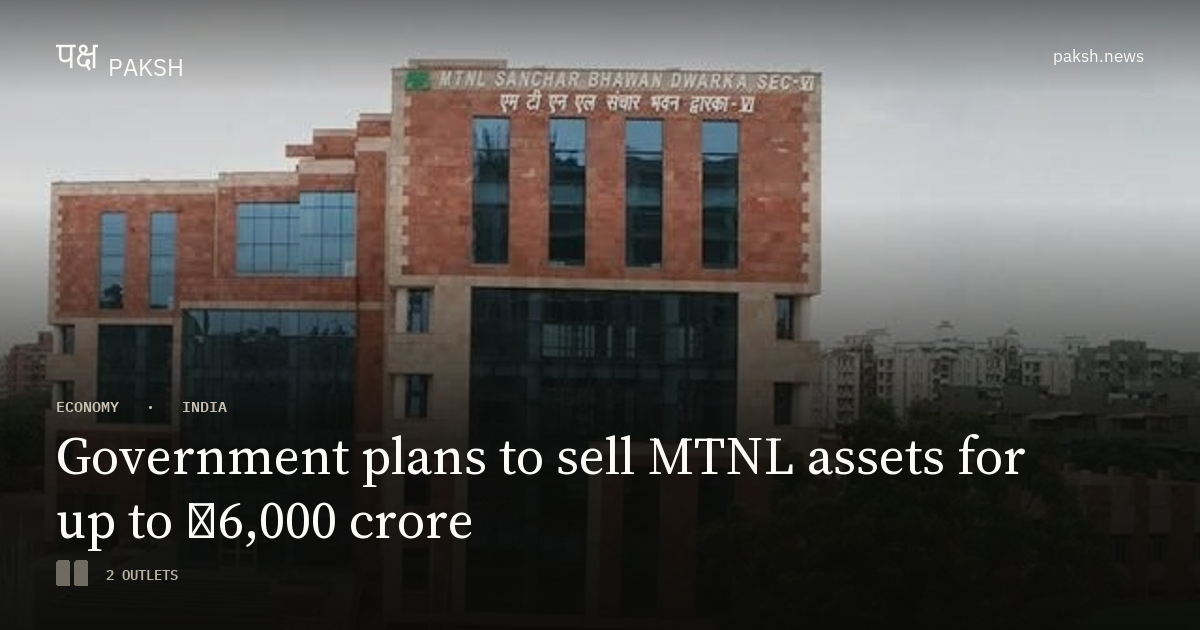 पक्ष PAKSH
paksh.news
MTNL SANCHAR BHAWAN DWARKA SEC-VI
एम टी एन एल संचार भवन द्वारका-VI
ECONOMY · INDIA
Government plans to sell MTNL assets for
up to 6,000 crore
2 OUTLETS